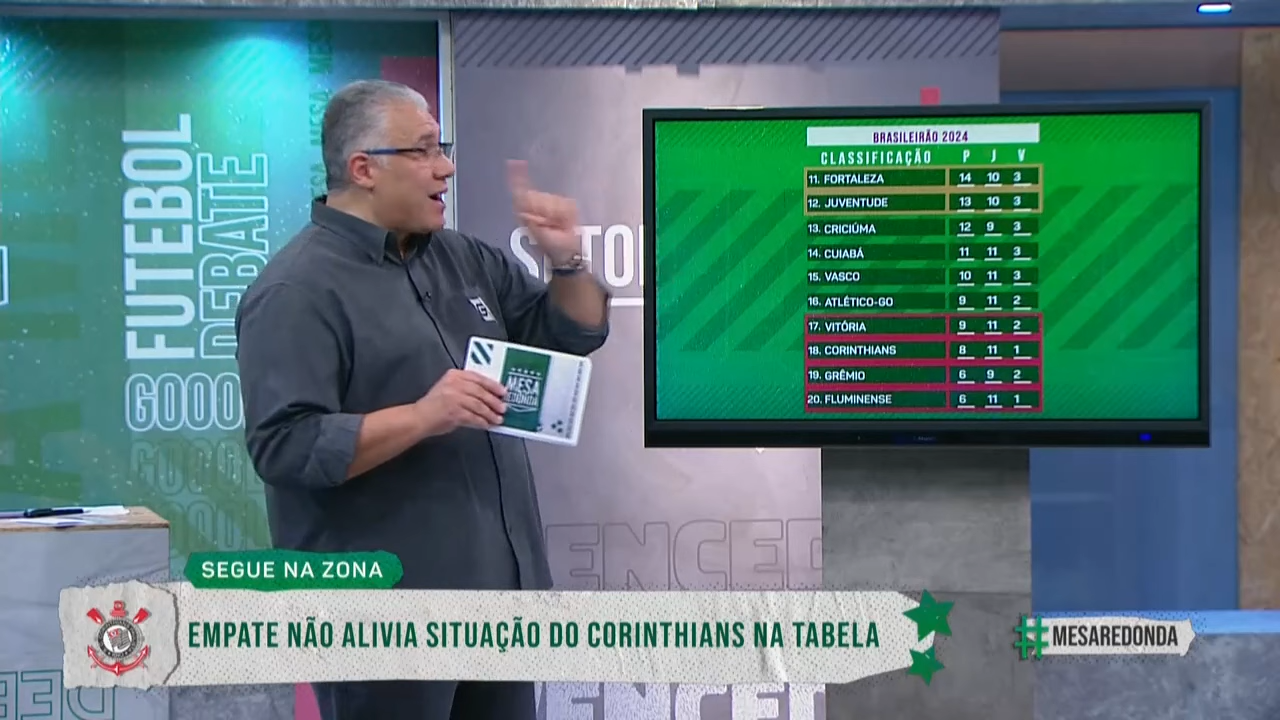 FUTEBOL
DEBATE
GOOO
MESA
MESA
REDONDA
BRASILEIRÃO 2024
CLASSIFICAÇÃO P J V
11. FORTALEZA 14 10 3
12. JUVENTUDE 13 10 3
13. CRICIÚMA 12 9 3
14. CUIABÁ 11 11 3
15. VASCO 10 11 3
16. ATLÉTICO-GO 9 11 2
17. VITÓRIA 9 11 2
18. CORINTHIANS 8 11 1
19. GRÊMIO 6 9 2
20. FLUMINENSE 6 11 1
SEGUE NA ZONA
EMPATE NÃO ALIVIA SITUAÇÃO DO CORINTHIANS NA TABELA
#MESAREDONDA